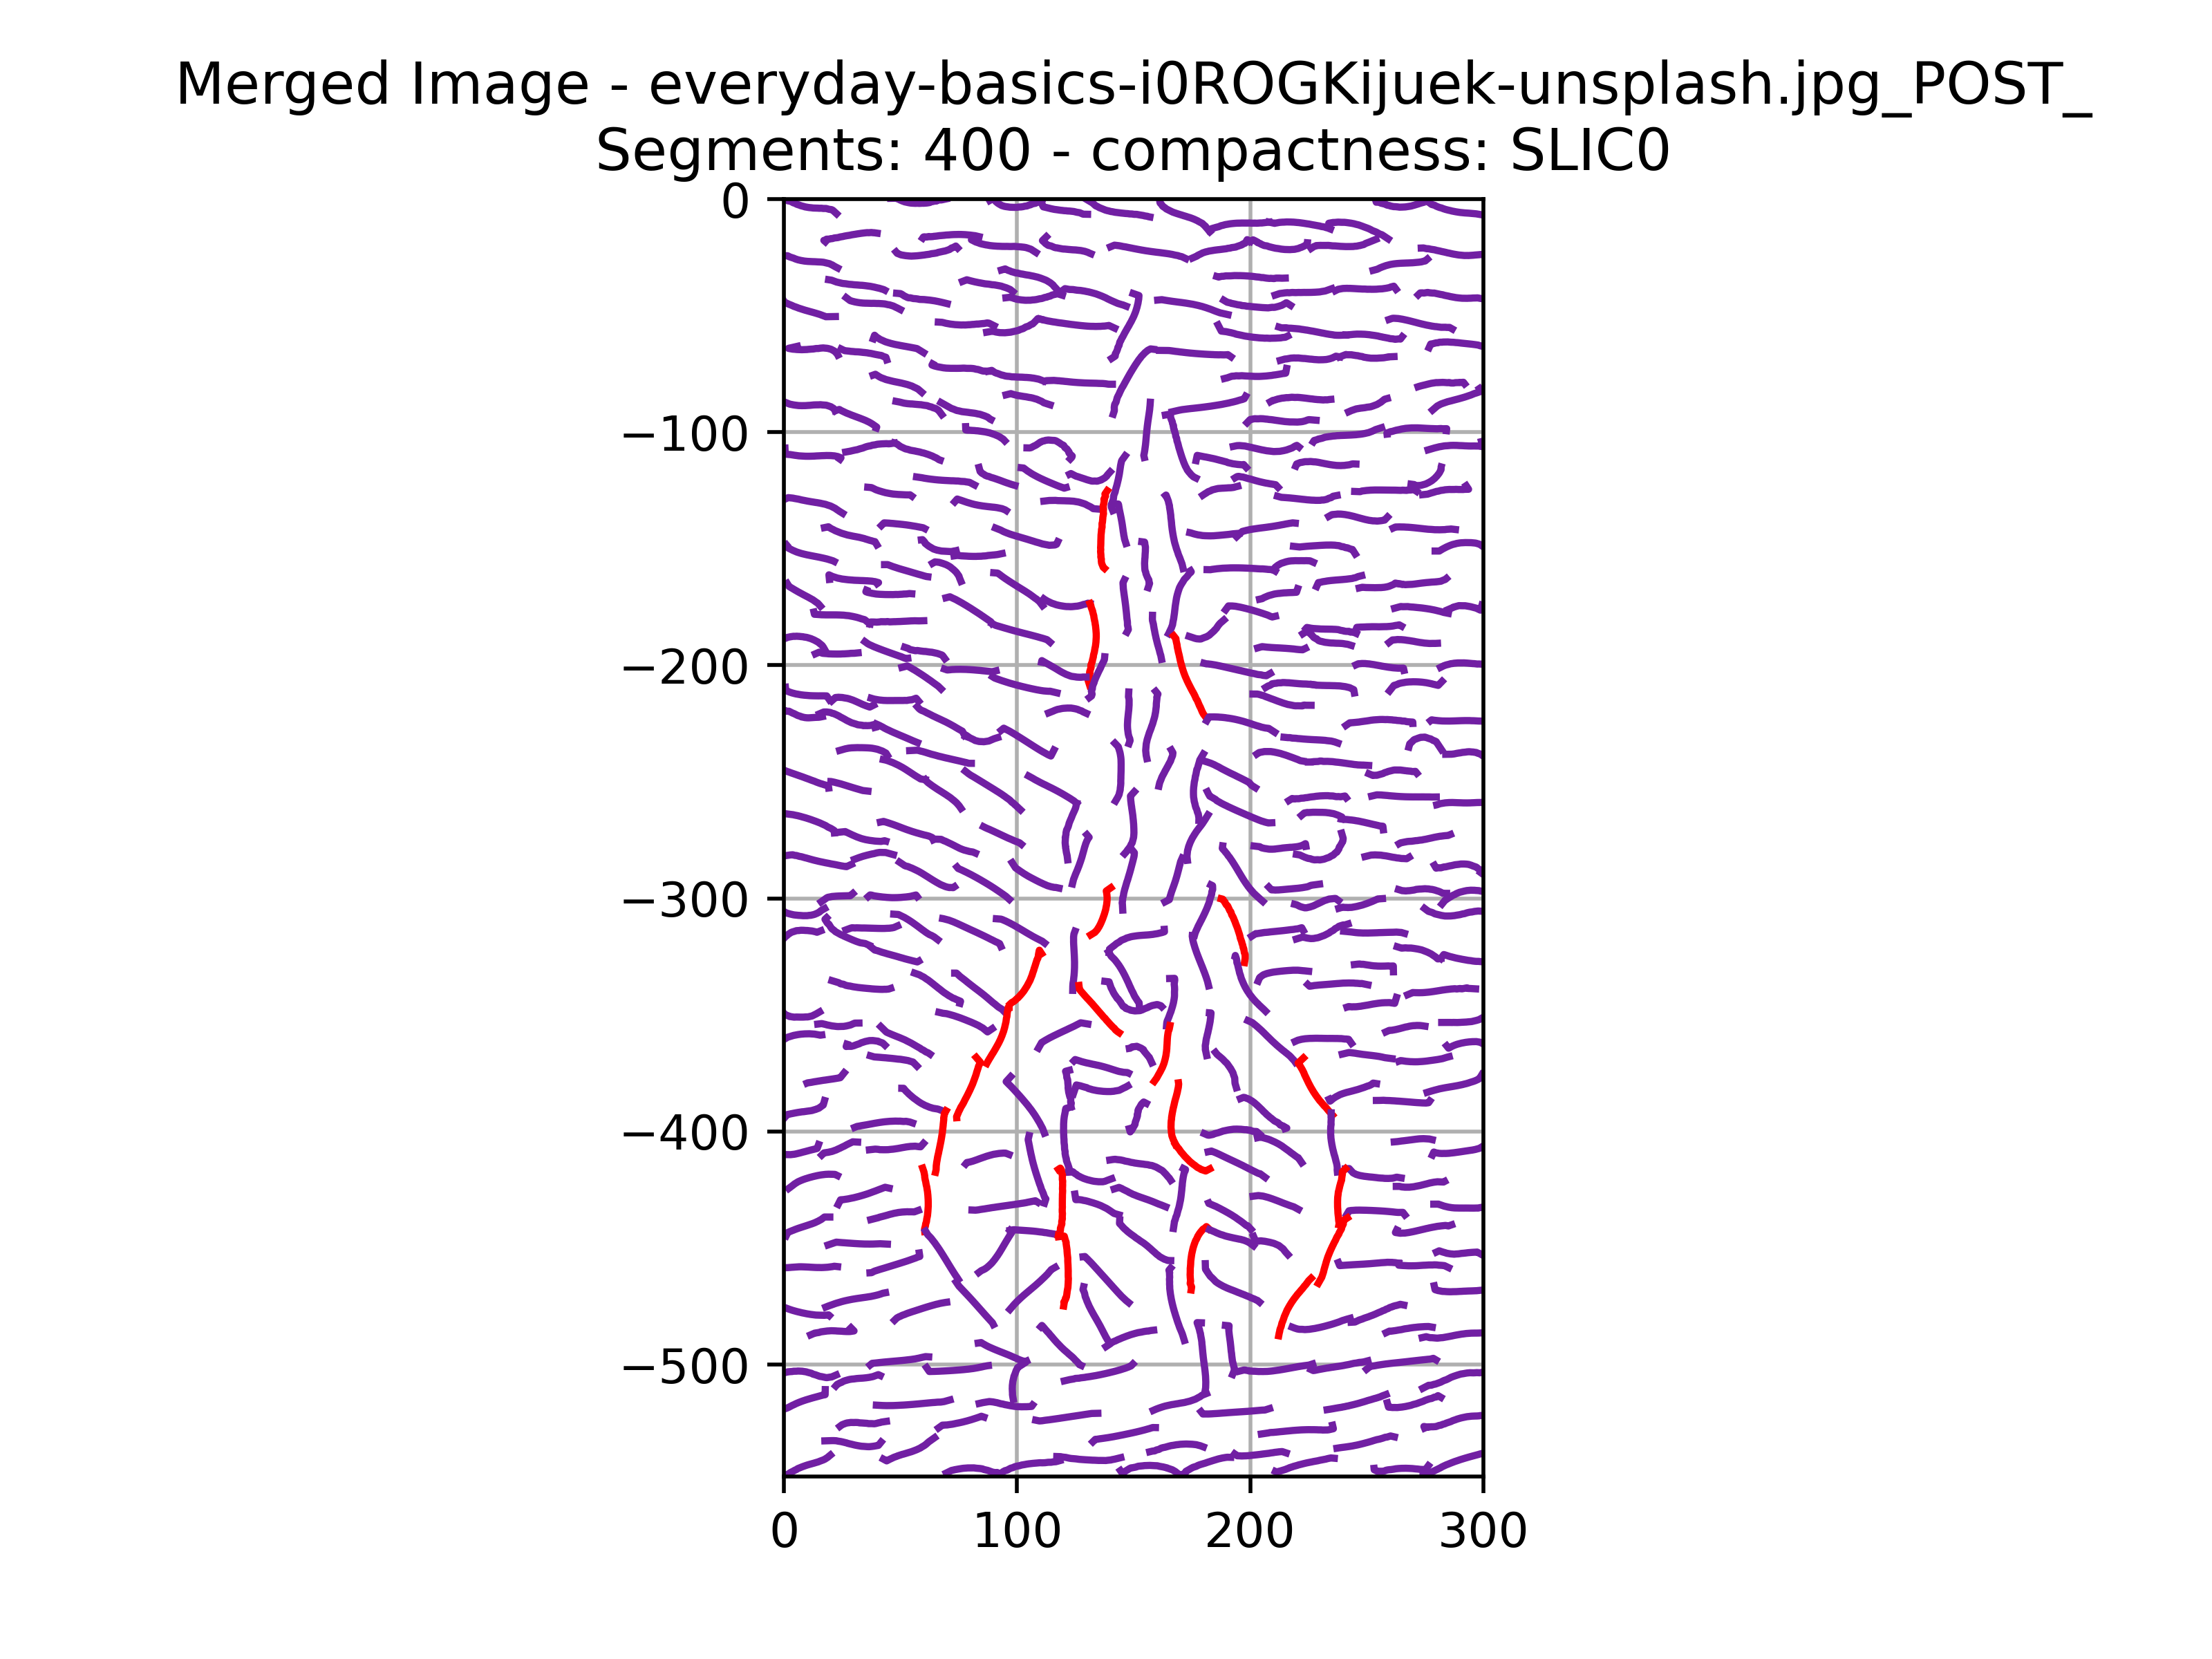 Merged Image - everyday-basics-i0ROGKijuek-unsplash.jpg_POST_
Segments: 400 - compactness: SLIC0
0
−100
−200
−300
−400
−500
0 100 200 300